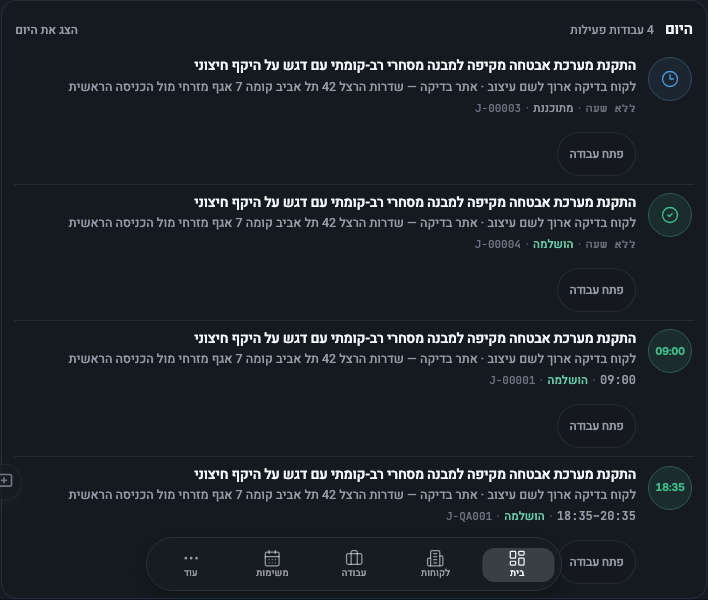 היום 4 עבודות פעילות הצג את היום
התקנת מערכת אבטחה מקיפה למבנה מסחרי רב-קומתי עם דגש על היקף חיצוני
לקוח בדיקה ארוך לשם עיצוב · אתר בדיקה — שדרות הרצל 42 תל אביב קומה 7 אגף מזרחי מול הכניסה הראשית
ללא שעה · מתוכננת · J-00003
פתח עבודה
התקנת מערכת אבטחה מקיפה למבנה מסחרי רב-קומתי עם דגש על היקף חיצוני
לקוח בדיקה ארוך לשם עיצוב · אתר בדיקה — שדרות הרצל 42 תל אביב קומה 7 אגף מזרחי מול הכניסה הראשית
ללא שעה · הושלמה · J-00004
פתח עבודה
09:00
התקנת מערכת אבטחה מקיפה למבנה מסחרי רב-קומתי עם דגש על היקף חיצוני
לקוח בדיקה ארוך לשם עיצוב · אתר בדיקה — שדרות הרצל 42 תל אביב קומה 7 אגף מזרחי מול הכניסה הראשית
09:00 · הושלמה · J-00001
פתח עבודה
18:35
התקנת מערכת אבטחה מקיפה למבנה מסחרי רב-קומתי עם דגש על היקף חיצוני
לקוח בדיקה ארוך לשם עיצוב · אתר בדיקה — שדרות הרצל 42 תל אביב קומה 7 אגף מזרחי מול הכניסה הראשית
18:35–20:35 · הושלמה · J-QA001
פתח עבודה
בית לקוחות עבודה משימות עוד